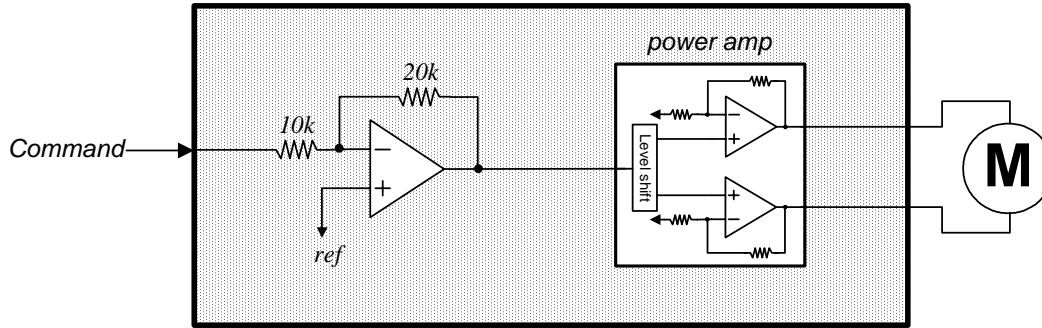 power amp
20k
10k
Command
Level shift
M
ref